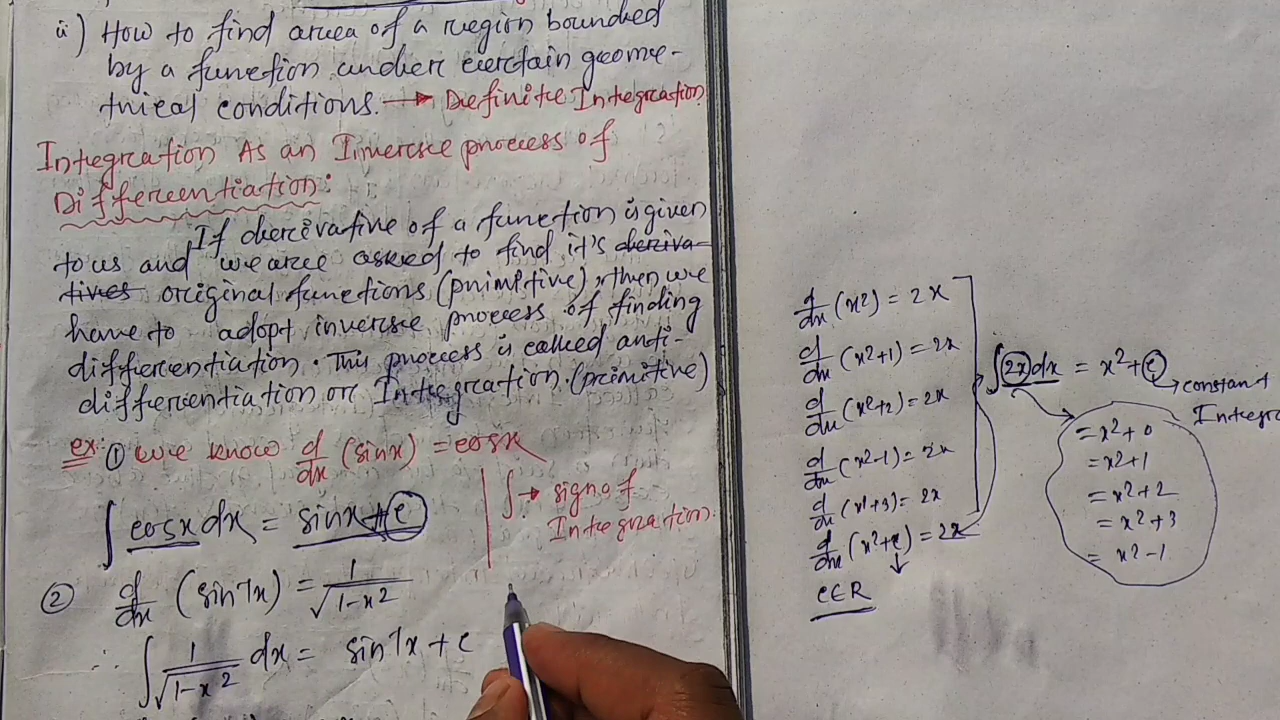 ii) How to find area of a region bounded
by a function under certain geome-
trical conditions. → Definite Integration
Integration As an Inverse process of
Differentiation:
If derivative of a function is given
to us and we are asked to find it's deriva-
tives original functions (primitive), then we
have to adopt inverse process of finding
differentiation. This process is called anti-
differentiation or Integration. (primitive)
ex: ① we know d/dx (sinx) = cosx
∫ cosx dx = sinx + c
∫ → sign of
Integration.
② d/dx (sin⁻¹x) = 1/√1-x²
∴ ∫ 1/√1-x² dx = sin⁻¹x + c
d/dx (x²) = 2x
d/dx (x²+1) = 2x
d/dx (x²+2) = 2x
d/dx (x²-1) = 2x
d/dx (x²+3) = 2x
d/dx (x²+c) = 2x
c∈R
∫ 2x dx = x² + c
→ constant
Integr
= x²+0
= x²+1
= x²+2
= x²+3
= x²-1